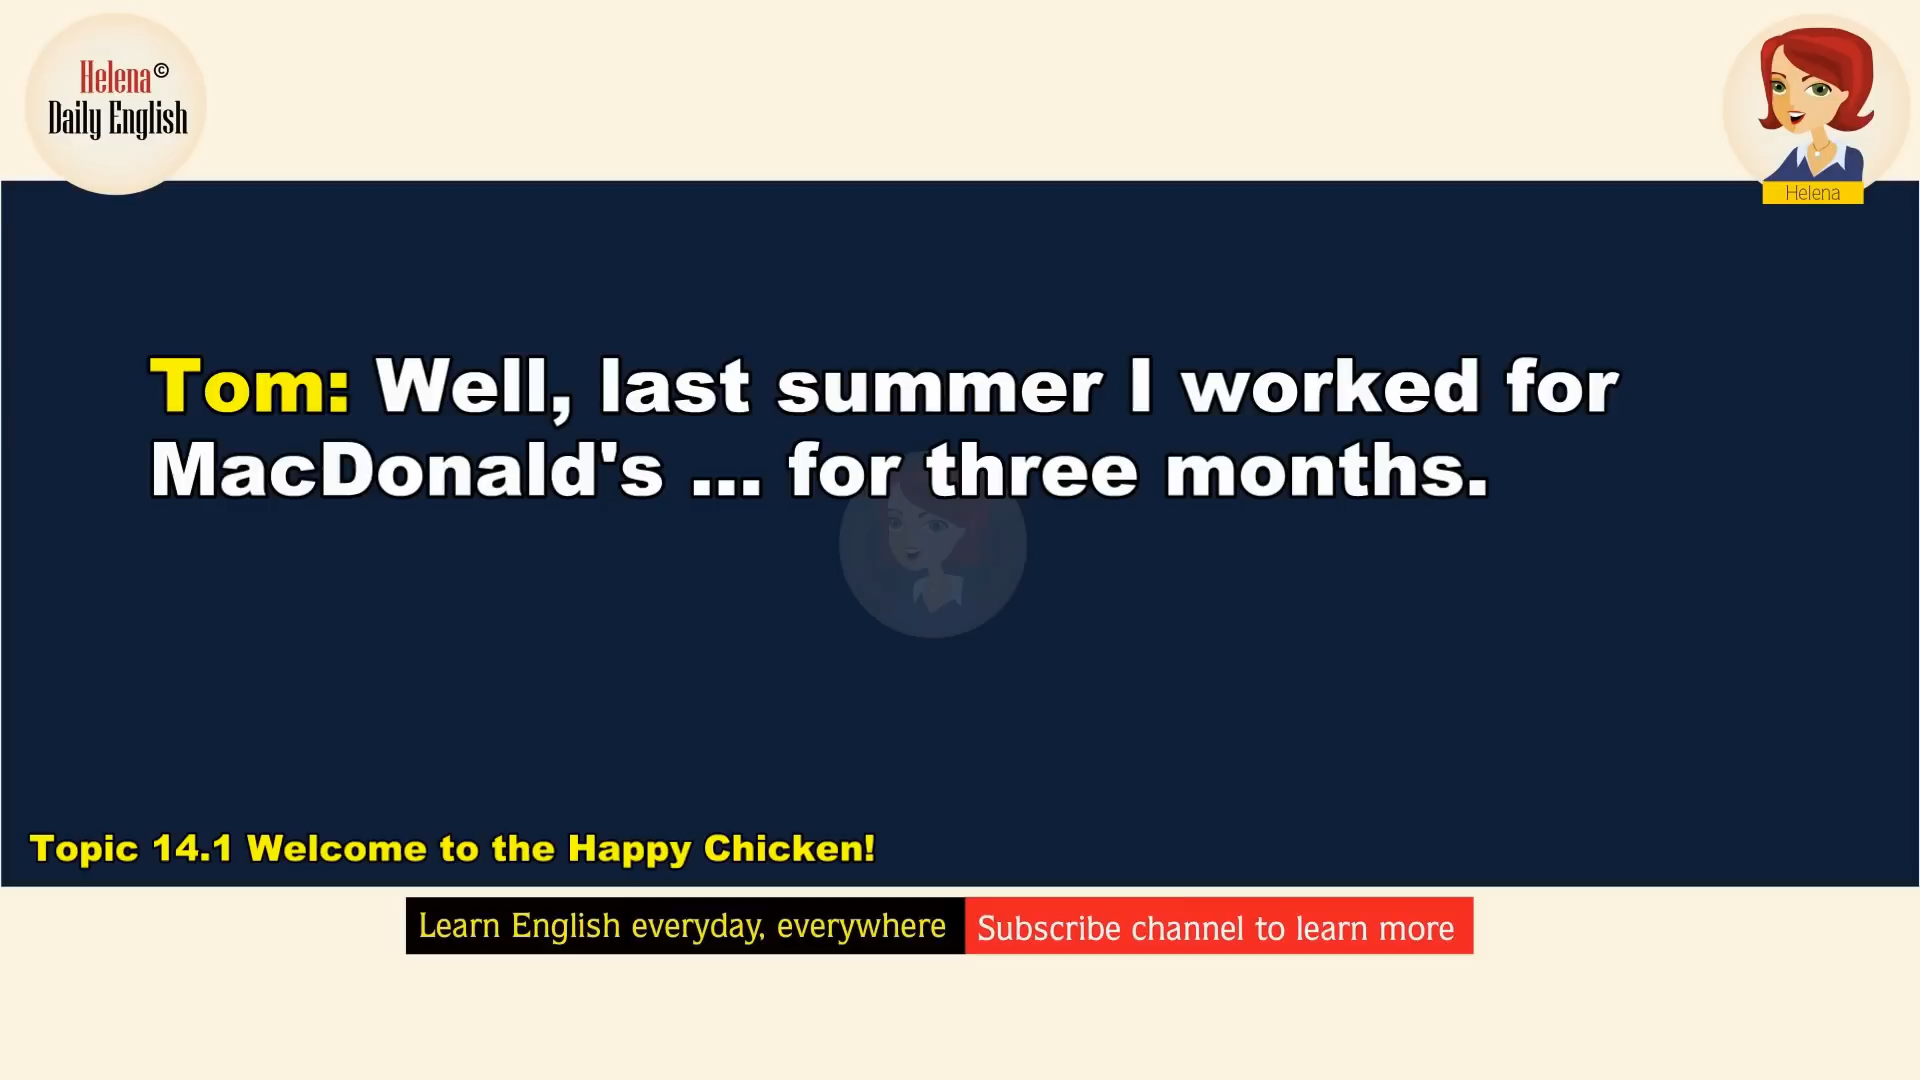 Helena©
Daily English
Helena
Tom: Well, last summer I worked for
MacDonald's ... for three months.
Topic 14.1 Welcome to the Happy Chicken!
Learn English everyday, everywhere
Subscribe channel to learn more